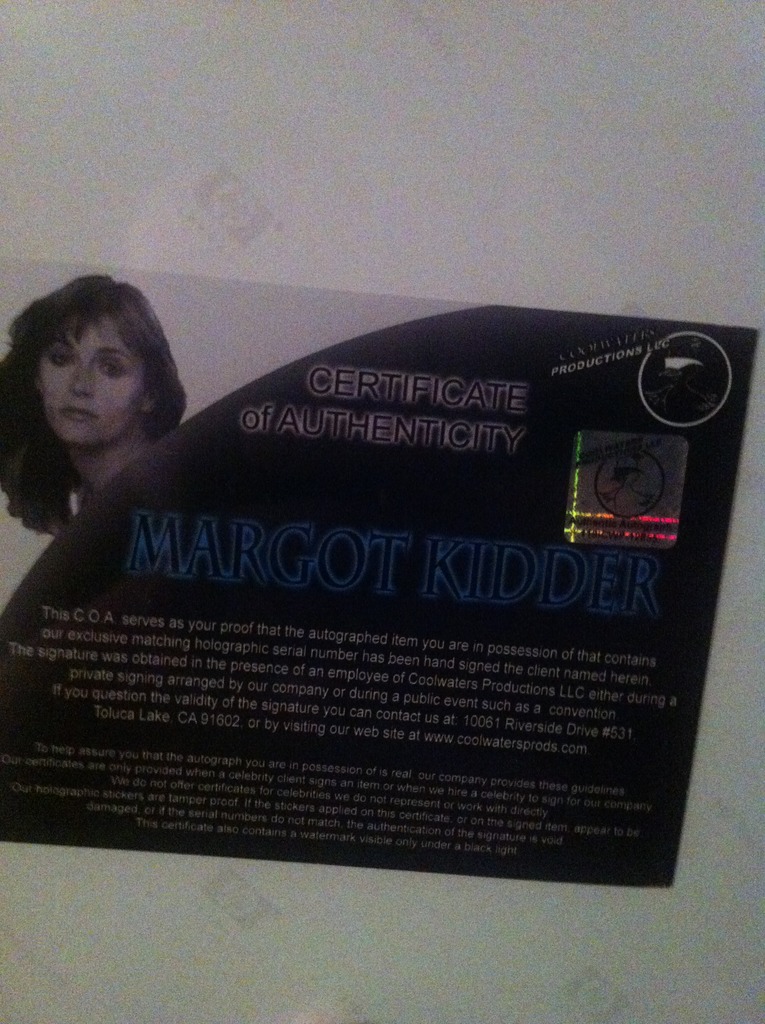 COOLWATERS
PRODUCTIONS LLC
CERTIFICATE
of AUTHENTICITY
MARGOT KIDDER
This C.O.A. serves as your proof that the autographed item you are in possession of that contains
our exclusive matching holographic serial number has been hand signed the client named herein.
The signature was obtained in the presence of an employee of Coolwaters Productions LLC either during a
private signing arranged by our company or during a public event such as a convention.
If you question the validity of the signature you can contact us at: 10061 Riverside Drive #531,
Toluca Lake, CA 91602, or by visiting our web site at www.coolwatersprods.com.
To help assure you that the autograph you are in possession of is real, our company provides these guidelines.
Our certificates are only provided when a celebrity client signs an item or when we hire a celebrity to sign for our company.
We do not offer certificates for celebrities we do not represent or work with directly.
Our holographic stickers are tamper proof. If the stickers applied on this certificate, or on the signed item, appear to be
damaged, or if the serial numbers do not match, the authentication of the signature is void.
This certificate also contains a watermark visible only under a black light.